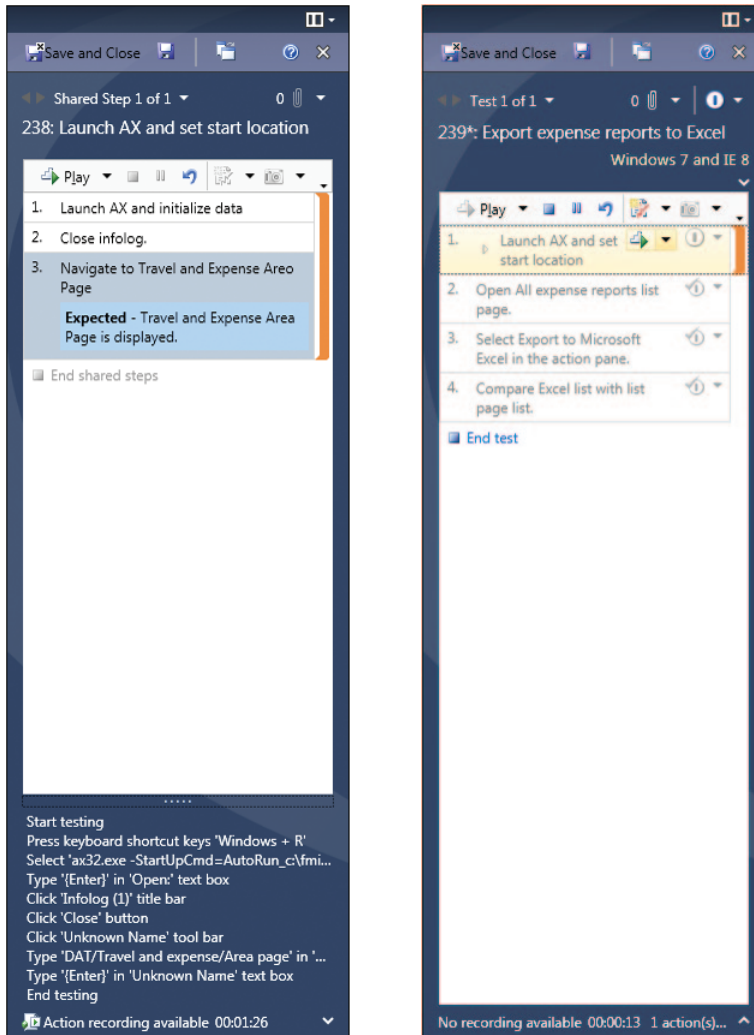 Save and Close
Shared Step 1 of 1
0
238: Launch AX and set start location
Play
1. Launch AX and initialize data
2. Close infolog.
3. Navigate to Travel and Expense Areo
Page
Expected - Travel and Expense Area
Page is displayed.
End shared steps
Start testing
Press keyboard shortcut keys 'Windows + R'
Select 'ax32.exe -StartUpCmd=AutoRun_c:\fmi...
Type '{Enter}' in 'Open:' text box
Click 'Infolog (1)' title bar
Click 'Close' button
Click 'Unknown Name' tool bar
Type 'DAT/Travel and expense/Area page' in '...
Type '{Enter}' in 'Unknown Name' text box
End testing
Action recording available 00:01:26
Save and Close
Test 1 of 1
0
239*: Export expense reports to Excel
Windows 7 and IE 8
Play
1. Launch AX and set
start location
2. Open All expense reports list
page.
3. Select Export to Microsoft
Excel in the action pane.
4. Compare Excel list with list
page list.
End test
No recording available 00:00:13 1 action(s)...